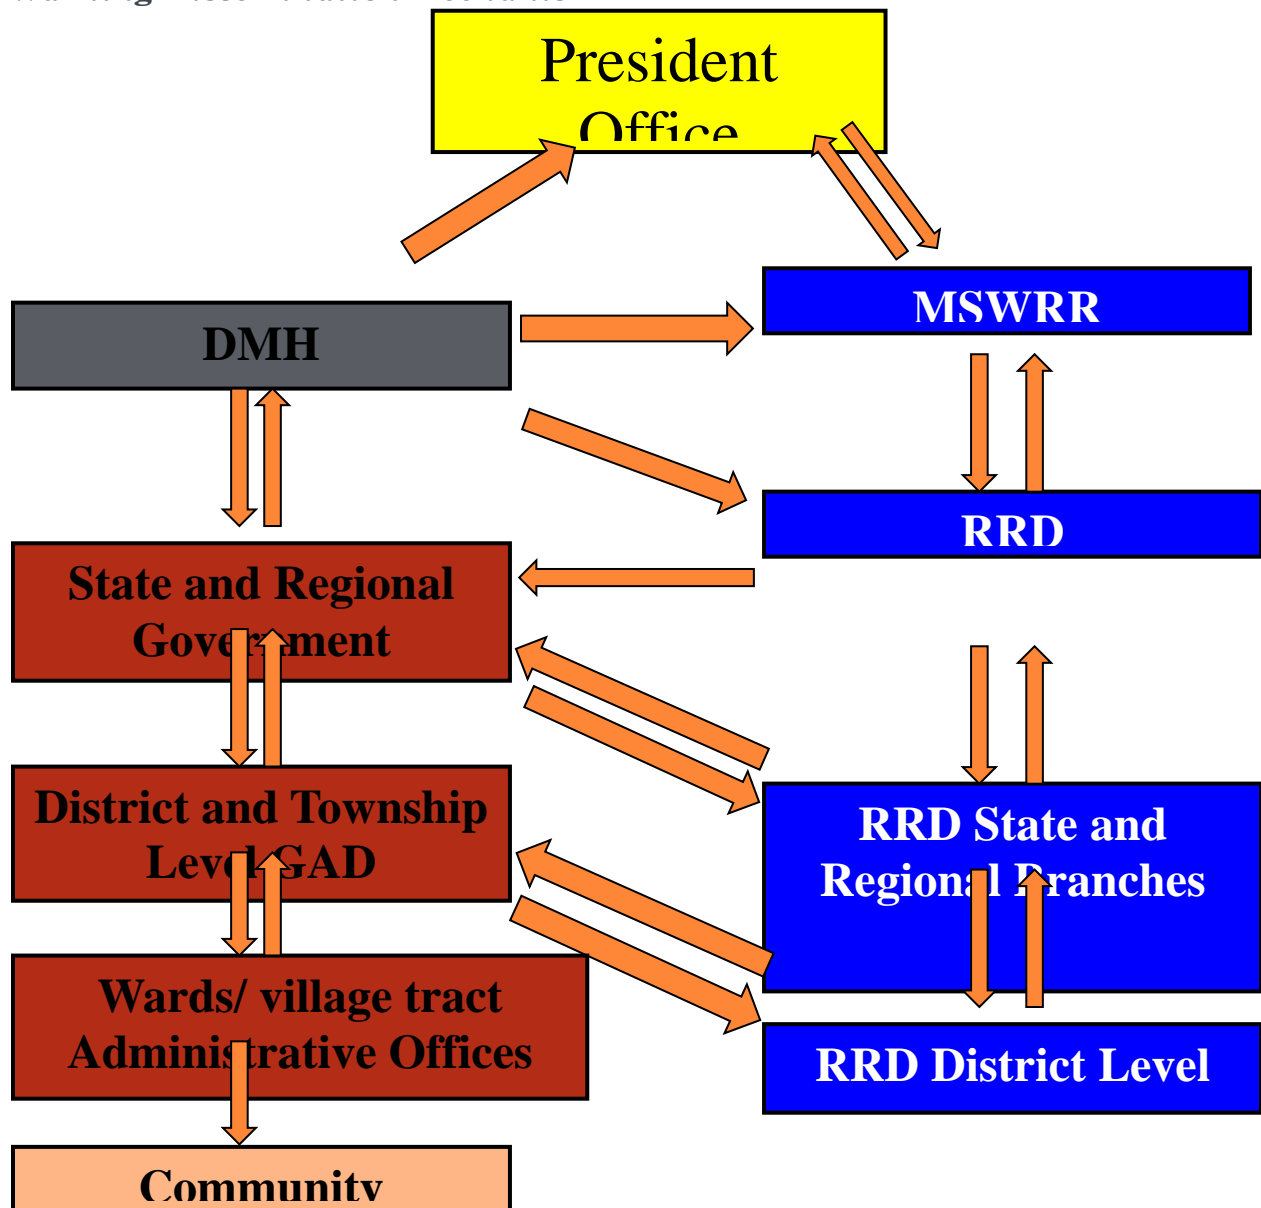 President
Office
MSWRR
DMH
RRD
State and Regional
Government
District and Township
Level GAD
RRD State and
Regional Branches
Wards/ village tract
Administrative Offices
RRD District Level
Community